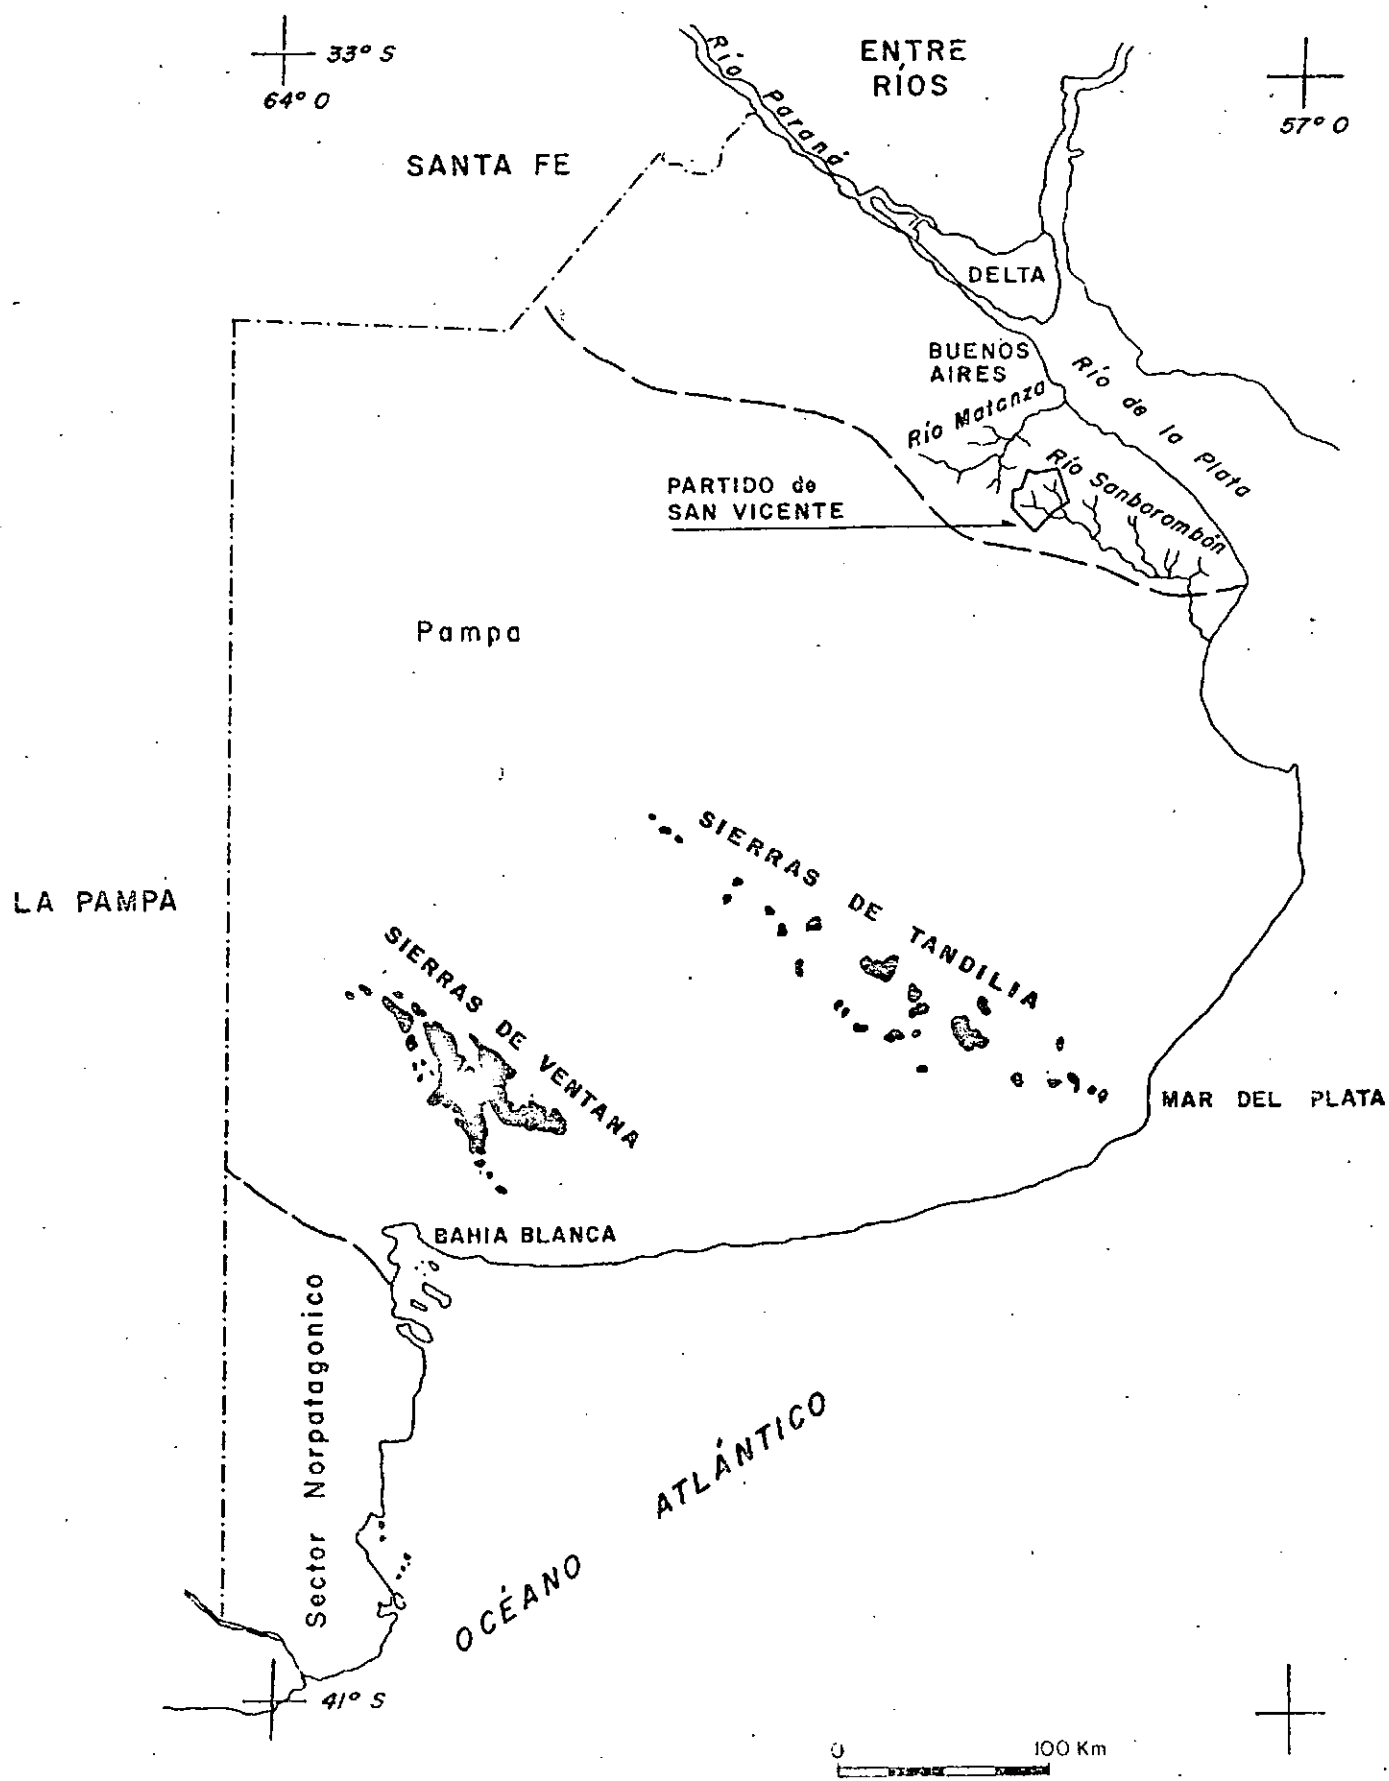 33° S
64° O
ENTRE
RÍOS
57° O
Río Paraná
SANTA FE
DELTA
BUENOS
AIRES
Río de la Plata
Río Matanza
Río Sanborombón
PARTIDO de
SAN VICENTE
Pampa
SIERRAS DE TANDILIA
LA PAMPA
SIERRAS DE VENTANA
MAR DEL PLATA
BAHIA BLANCA
Sector Norpatagonico
OCÉANO ATLÁNTICO
41° S
0 100 Km